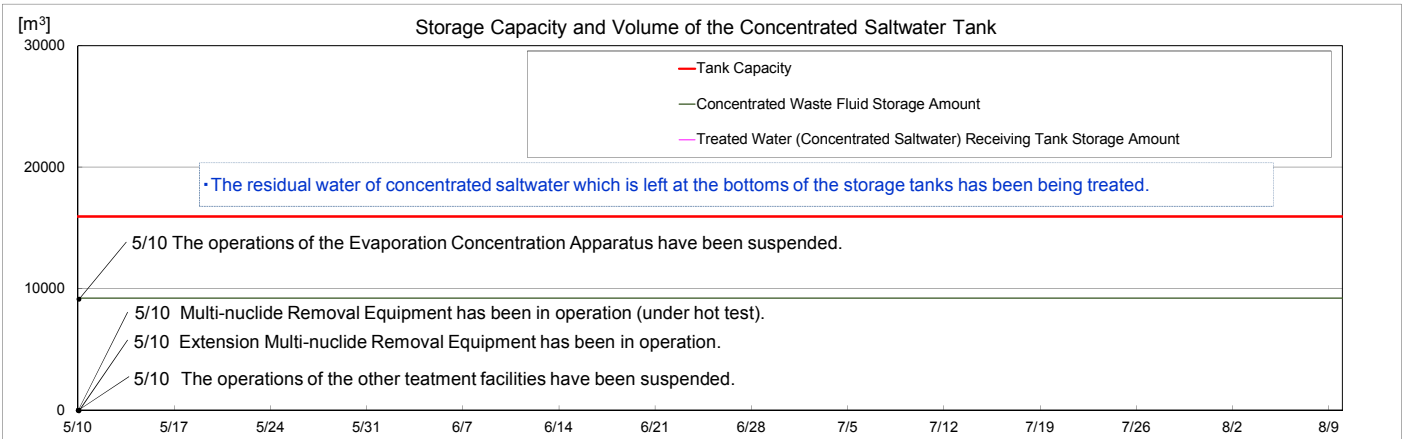 [m³]
Storage Capacity and Volume of the Concentrated Saltwater Tank
30000
Tank Capacity
Concentrated Waste Fluid Storage Amount
Treated Water (Concentrated Saltwater) Receiving Tank Storage Amount
20000
・The residual water of concentrated saltwater which is left at the bottoms of the storage tanks has been being treated.
5/10 The operations of the Evaporation Concentration Apparatus have been suspended.
10000
5/10 Multi-nuclide Removal Equipment has been in operation (under hot test).
5/10 Extension Multi-nuclide Removal Equipment has been in operation.
5/10 The operations of the other teatment facilities have been suspended.
0
5/10 5/17 5/24 5/31 6/7 6/14 6/21 6/28 7/5 7/12 7/19 7/26 8/2 8/9